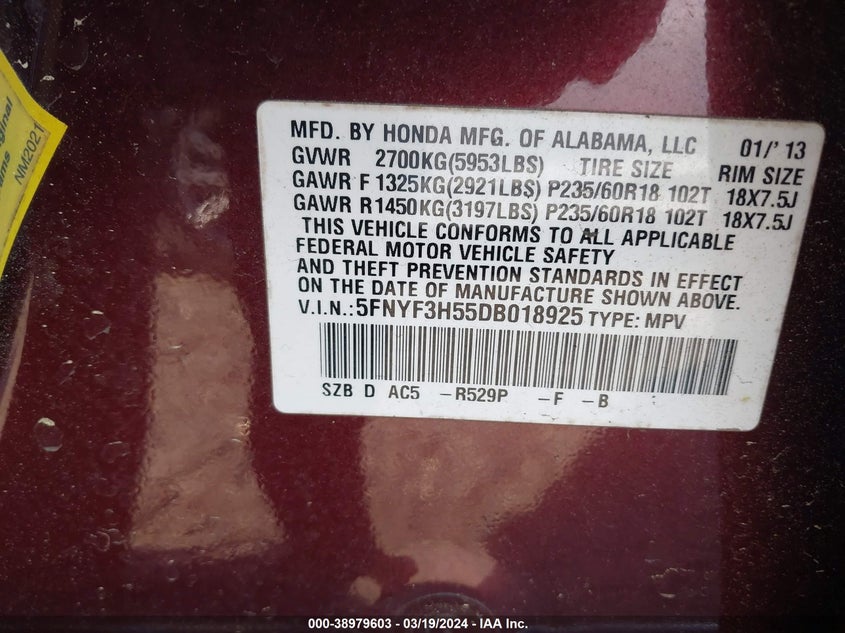 ginal
ms
NM2021
MFD. BY HONDA MFG. OF ALABAMA, LLC 01/'13
GVWR 2700KG(5953LBS) TIRE SIZE RIM SIZE
GAWR F 1325KG(2921LBS) P235/60R18 102T 18X7.5J
GAWR R1450KG(3197LBS) P235/60R18 102T 18X7.5J
THIS VEHICLE CONFORMS TO ALL APPLICABLE
FEDERAL MOTOR VEHICLE SAFETY
AND THEFT PREVENTION STANDARDS IN EFFECT
ON THE DATE OF MANUFACTURE SHOWN ABOVE.
V.I.N.: 5FNYF3H55DB018925 TYPE: MPV
SZB D AC5 -R529P -F -B
000-38979603 - 03/19/2024 - IAA Inc.